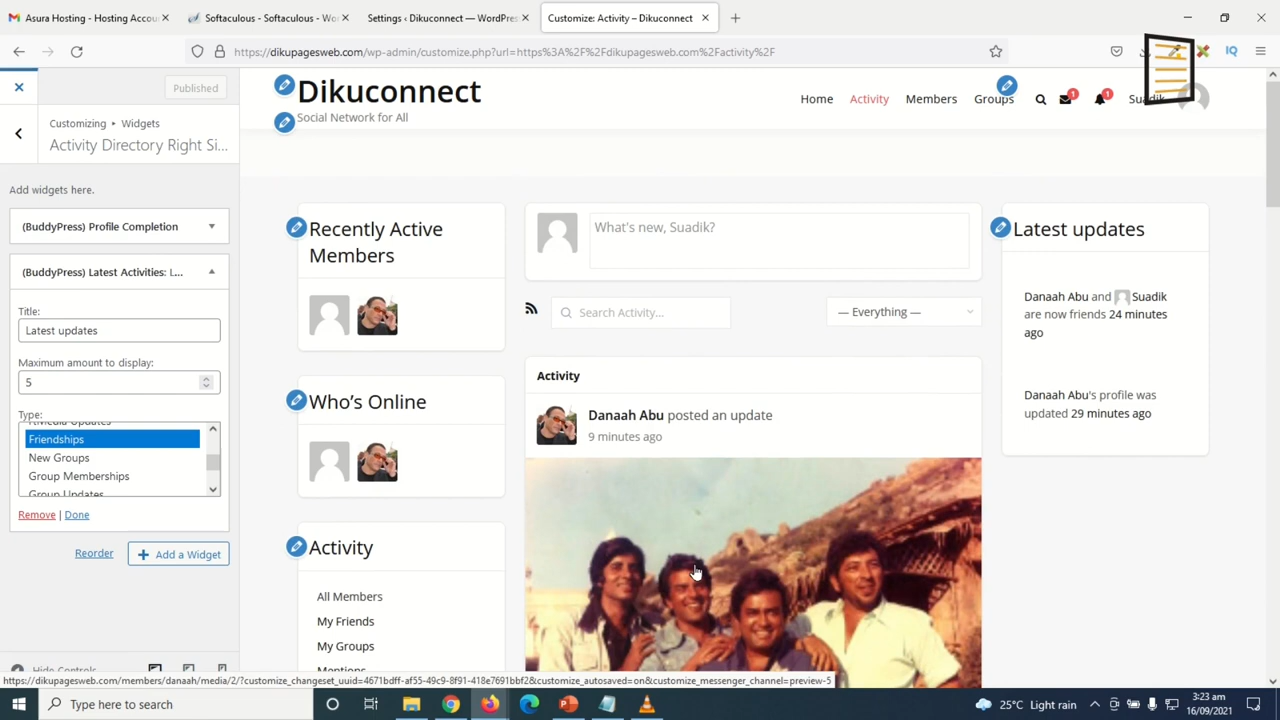 Asura Hosting - Hosting Accou
Softaculous - Softaculous - Wo
Settings ‹ Dikuconnect — WordPres
Customize: Activity – Dikuconnect
https://dikupagesweb.com/wp-admin/customize.php?url=https%3A%2F%2Fdikupagesweb.com%2Factivity%2F
IQ
Published
Customizing ▸ Widgets
Activity Directory Right Si...
Add widgets here.
(BuddyPress) Profile Completion
(BuddyPress) Latest Activities: L...
Title:
Latest updates
Maximum amount to display:
5
Type:
Friendships
New Groups
Group Memberships
Group Updates
Remove | Done
Reorder
Add a Widget
Hide Controls
Dikuconnect
Social Network for All
Home
Activity
Members
Groups
1
1
Recently Active
Members
Who's Online
Activity
All Members
My Friends
My Groups
Mentions
What's new, Suadik?
Search Activity...
— Everything —
Activity
Danaah Abu posted an update
9 minutes ago
Latest updates
Danaah Abu and Suadik
are now friends 24 minutes
ago
Danaah Abu's profile was
updated 29 minutes ago
https://dikupagesweb.com/members/danaah/media/2/?customize_changeset_uuid=4671bdff-af55-49c9-8f91-418e7691bbf2&customize_autosaved=on&customize_messenger_channel=preview-5
Type here to search
25°C Light rain
3:23 am
16/09/2021